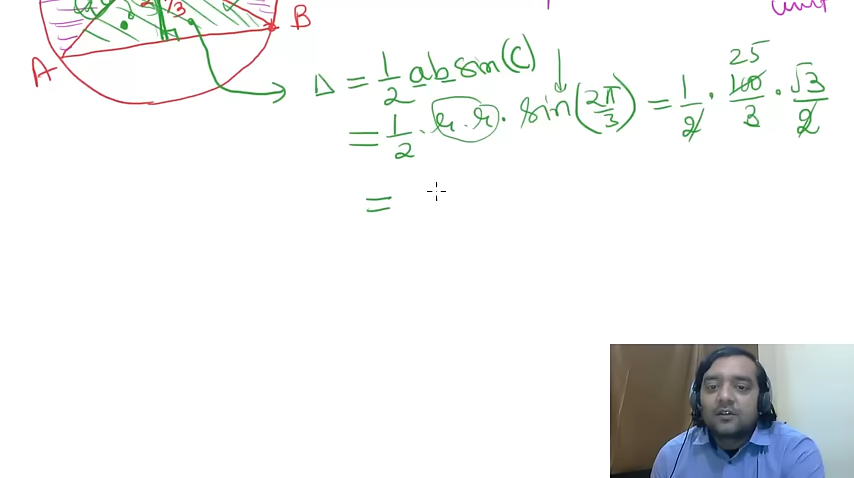 B
A
Δ = 1/2 ab sin(C)
25
= 1/2 · r.r. sin(2π/3) = 1/2 · 100/3 · √3/2
=